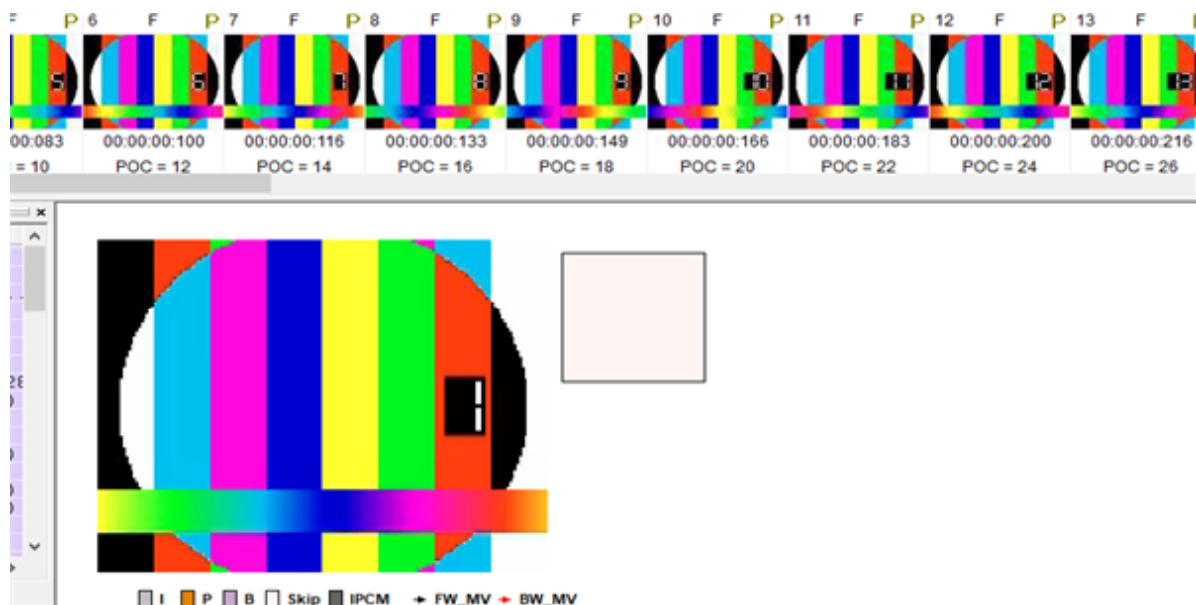 F P 6 F P 7 F P 8 F P 9 F P 10 F P 11 F P 12 F P 13 F
00:083 00:00:00:100 00:00:00:116 00:00:00:133 00:00:00:149 00:00:00:166 00:00:00:183 00:00:00:200 00:00:00:216
= 10 POC = 12 POC = 14 POC = 16 POC = 18 POC = 20 POC = 22 POC = 24 POC = 26
I P B Skip IPCM FW_MV BW_MV